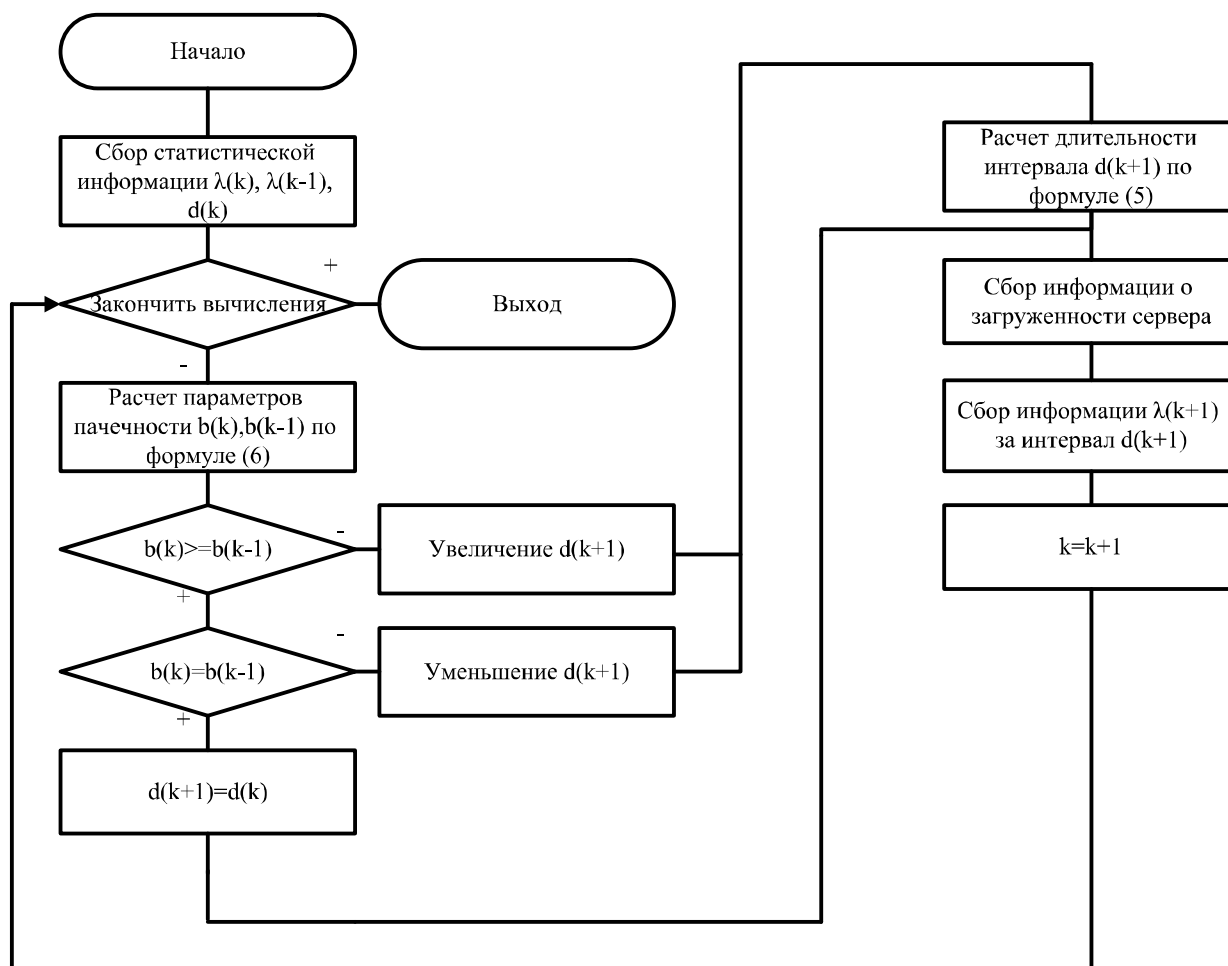 Начало
Сбор статистической
информации λ(k), λ(k-1),
d(k)
+
Закончить вычисления
Выход
-
Расчет параметров
пачечности b(k),b(k-1) по
формуле (6)
-
b(k)>=b(k-1)
Увеличение d(k+1)
+
-
b(k)=b(k-1)
Уменьшение d(k+1)
+
d(k+1)=d(k)
Расчет длительности
интервала d(k+1) по
формуле (5)
Сбор информации о
загруженности сервера
Сбор информации λ(k+1)
за интервал d(k+1)
k=k+1